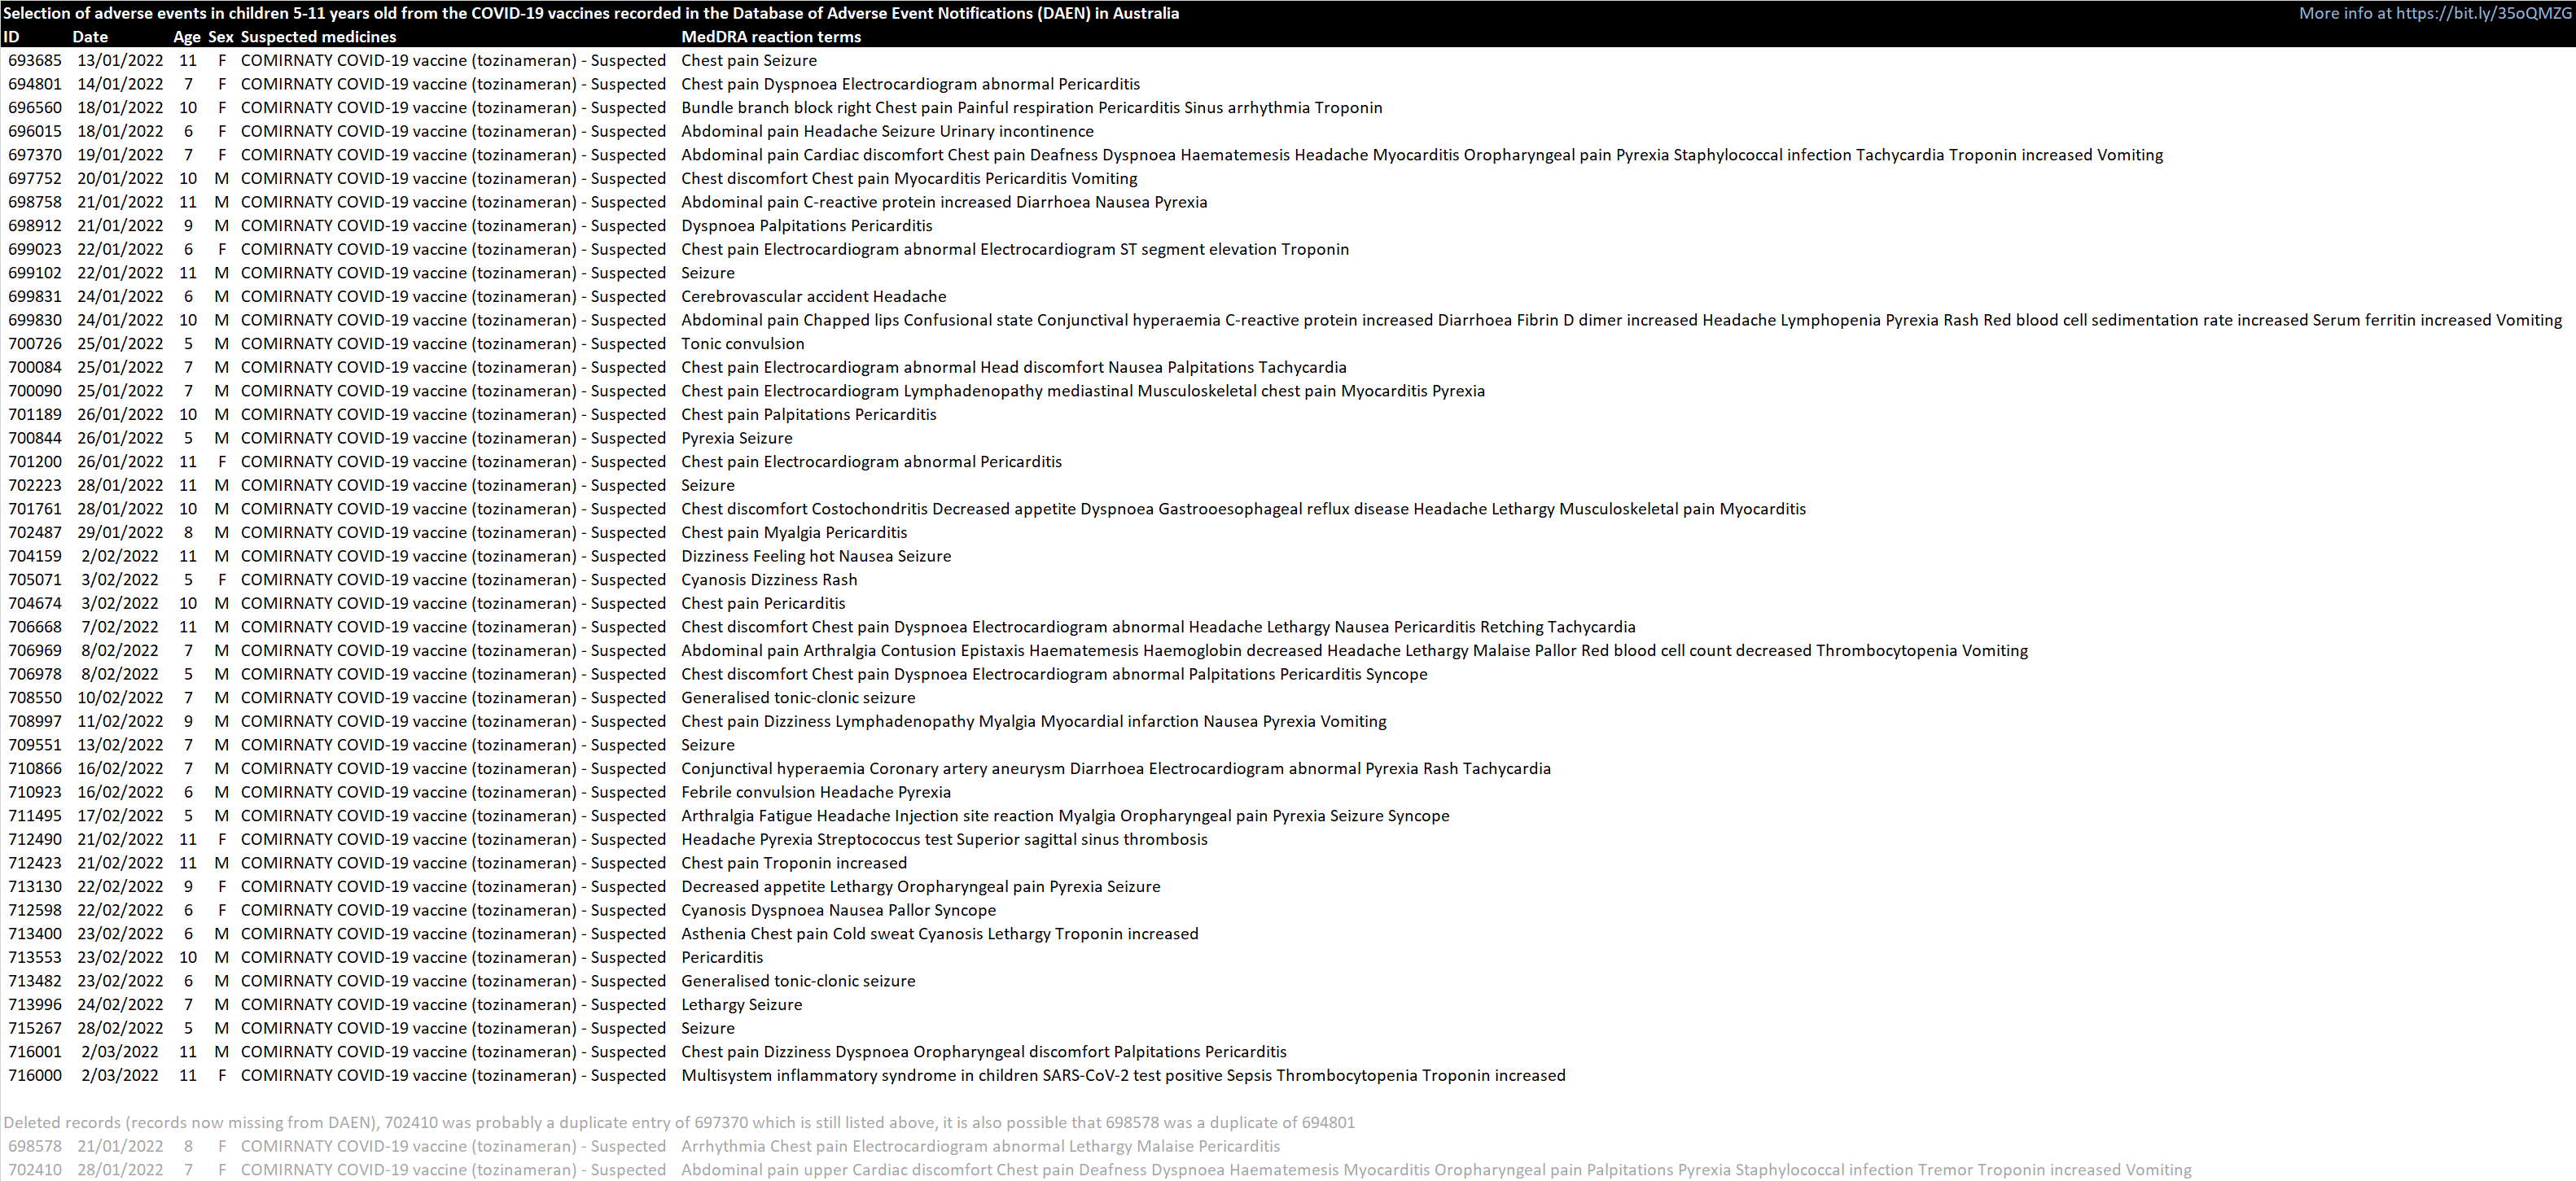 Selection of adverse events in children 5-11 years old from the COVID-19 vaccines recorded in the Database of Adverse Event Notifications (DAEN) in Australia More info at https://bit.ly/35oQMZG
ID Date Age Sex Suspected medicines MedDRA reaction terms
693685 13/01/2022 11 F COMIRNATY COVID-19 vaccine (tozinameran) - Suspected Chest pain Seizure
694801 14/01/2022 7 F COMIRNATY COVID-19 vaccine (tozinameran) - Suspected Chest pain Dyspnoea Electrocardiogram abnormal Pericarditis
696560 18/01/2022 10 F COMIRNATY COVID-19 vaccine (tozinameran) - Suspected Bundle branch block right Chest pain Painful respiration Pericarditis Sinus arrhythmia Troponin
696015 18/01/2022 6 F COMIRNATY COVID-19 vaccine (tozinameran) - Suspected Abdominal pain Headache Seizure Urinary incontinence
697370 19/01/2022 7 F COMIRNATY COVID-19 vaccine (tozinameran) - Suspected Abdominal pain Cardiac discomfort Chest pain Deafness Dyspnoea Haematemesis Headache Myocarditis Oropharyngeal pain Pyrexia Staphylococcal infection Tachycardia Troponin increased Vomiting
697752 20/01/2022 10 M COMIRNATY COVID-19 vaccine (tozinameran) - Suspected Chest discomfort Chest pain Myocarditis Pericarditis Vomiting
698758 21/01/2022 11 M COMIRNATY COVID-19 vaccine (tozinameran) - Suspected Abdominal pain C-reactive protein increased Diarrhoea Nausea Pyrexia
698912 21/01/2022 9 M COMIRNATY COVID-19 vaccine (tozinameran) - Suspected Dyspnoea Palpitations Pericarditis
699023 22/01/2022 6 F COMIRNATY COVID-19 vaccine (tozinameran) - Suspected Chest pain Electrocardiogram abnormal Electrocardiogram ST segment elevation Troponin
699102 22/01/2022 11 M COMIRNATY COVID-19 vaccine (tozinameran) - Suspected Seizure
699831 24/01/2022 6 M COMIRNATY COVID-19 vaccine (tozinameran) - Suspected Cerebrovascular accident Headache
699830 24/01/2022 10 M COMIRNATY COVID-19 vaccine (tozinameran) - Suspected Abdominal pain Chapped lips Confusional state Conjunctival hyperaemia C-reactive protein increased Diarrhoea Fibrin D dimer increased Headache Lymphopenia Pyrexia Rash Red blood cell sedimentation rate increased Serum ferritin increased Vomiting
700726 25/01/2022 5 M COMIRNATY COVID-19 vaccine (tozinameran) - Suspected Tonic convulsion
700084 25/01/2022 7 M COMIRNATY COVID-19 vaccine (tozinameran) - Suspected Chest pain Electrocardiogram abnormal Head discomfort Nausea Palpitations Tachycardia
700090 25/01/2022 7 M COMIRNATY COVID-19 vaccine (tozinameran) - Suspected Chest pain Electrocardiogram Lymphadenopathy mediastinal Musculoskeletal chest pain Myocarditis Pyrexia
701189 26/01/2022 10 M COMIRNATY COVID-19 vaccine (tozinameran) - Suspected Chest pain Palpitations Pericarditis
700844 26/01/2022 5 M COMIRNATY COVID-19 vaccine (tozinameran) - Suspected Pyrexia Seizure
701200 26/01/2022 11 F COMIRNATY COVID-19 vaccine (tozinameran) - Suspected Chest pain Electrocardiogram abnormal Pericarditis
702223 28/01/2022 11 M COMIRNATY COVID-19 vaccine (tozinameran) - Suspected Seizure
701761 28/01/2022 10 M COMIRNATY COVID-19 vaccine (tozinameran) - Suspected Chest discomfort Costochondritis Decreased appetite Dyspnoea Gastrooesophageal reflux disease Headache Lethargy Musculoskeletal pain Myocarditis
702487 29/01/2022 8 M COMIRNATY COVID-19 vaccine (tozinameran) - Suspected Chest pain Myalgia Pericarditis
704159 2/02/2022 11 M COMIRNATY COVID-19 vaccine (tozinameran) - Suspected Dizziness Feeling hot Nausea Seizure
705071 3/02/2022 5 F COMIRNATY COVID-19 vaccine (tozinameran) - Suspected Cyanosis Dizziness Rash
704674 3/02/2022 10 M COMIRNATY COVID-19 vaccine (tozinameran) - Suspected Chest pain Pericarditis
706668 7/02/2022 11 M COMIRNATY COVID-19 vaccine (tozinameran) - Suspected Chest discomfort Chest pain Dyspnoea Electrocardiogram abnormal Headache Lethargy Nausea Pericarditis Retching Tachycardia
706969 8/02/2022 7 M COMIRNATY COVID-19 vaccine (tozinameran) - Suspected Abdominal pain Arthralgia Contusion Epistaxis Haematemesis Haemoglobin decreased Headache Lethargy Malaise Pallor Red blood cell count decreased Thrombocytopenia Vomiting
706978 8/02/2022 5 M COMIRNATY COVID-19 vaccine (tozinameran) - Suspected Chest discomfort Chest pain Dyspnoea Electrocardiogram abnormal Palpitations Pericarditis Syncope
708550 10/02/2022 7 M COMIRNATY COVID-19 vaccine (tozinameran) - Suspected Generalised tonic-clonic seizure
708997 11/02/2022 9 M COMIRNATY COVID-19 vaccine (tozinameran) - Suspected Chest pain Dizziness Lymphadenopathy Myalgia Myocardial infarction Nausea Pyrexia Vomiting
709551 13/02/2022 7 M COMIRNATY COVID-19 vaccine (tozinameran) - Suspected Seizure
710866 16/02/2022 7 M COMIRNATY COVID-19 vaccine (tozinameran) - Suspected Conjunctival hyperaemia Coronary artery aneurysm Diarrhoea Electrocardiogram abnormal Pyrexia Rash Tachycardia
710923 16/02/2022 6 M COMIRNATY COVID-19 vaccine (tozinameran) - Suspected Febrile convulsion Headache Pyrexia
711495 17/02/2022 5 M COMIRNATY COVID-19 vaccine (tozinameran) - Suspected Arthralgia Fatigue Headache Injection site reaction Myalgia Oropharyngeal pain Pyrexia Seizure Syncope
712490 21/02/2022 11 F COMIRNATY COVID-19 vaccine (tozinameran) - Suspected Headache Pyrexia Streptococcus test Superior sagittal sinus thrombosis
712423 21/02/2022 11 M COMIRNATY COVID-19 vaccine (tozinameran) - Suspected Chest pain Troponin increased
713130 22/02/2022 9 F COMIRNATY COVID-19 vaccine (tozinameran) - Suspected Decreased appetite Lethargy Oropharyngeal pain Pyrexia Seizure
712598 22/02/2022 6 F COMIRNATY COVID-19 vaccine (tozinameran) - Suspected Cyanosis Dyspnoea Nausea Pallor Syncope
713400 23/02/2022 6 M COMIRNATY COVID-19 vaccine (tozinameran) - Suspected Asthenia Chest pain Cold sweat Cyanosis Lethargy Troponin increased
713553 23/02/2022 10 M COMIRNATY COVID-19 vaccine (tozinameran) - Suspected Pericarditis
713482 23/02/2022 6 M COMIRNATY COVID-19 vaccine (tozinameran) - Suspected Generalised tonic-clonic seizure
713996 24/02/2022 7 M COMIRNATY COVID-19 vaccine (tozinameran) - Suspected Lethargy Seizure
715267 28/02/2022 5 M COMIRNATY COVID-19 vaccine (tozinameran) - Suspected Seizure
716001 2/03/2022 11 M COMIRNATY COVID-19 vaccine (tozinameran) - Suspected Chest pain Dizziness Dyspnoea Oropharyngeal discomfort Palpitations Pericarditis
716000 2/03/2022 11 F COMIRNATY COVID-19 vaccine (tozinameran) - Suspected Multisystem inflammatory syndrome in children SARS-CoV-2 test positive Sepsis Thrombocytopenia Troponin increased
Deleted records (records now missing from DAEN), 702410 was probably a duplicate entry of 697370 which is still listed above, it is also possible that 698578 was a duplicate of 694801
698578 21/01/2022 8 F COMIRNATY COVID-19 vaccine (tozinameran) - Suspected Arrhythmia Chest pain Electrocardiogram abnormal Lethargy Malaise Pericarditis
702410 28/01/2022 7 F COMIRNATY COVID-19 vaccine (tozinameran) - Suspected Abdominal pain upper Cardiac discomfort Chest pain Deafness Dyspnoea Haematemesis Myocarditis Oropharyngeal pain Palpitations Pyrexia Staphylococcal infection Tremor Troponin increased Vomiting